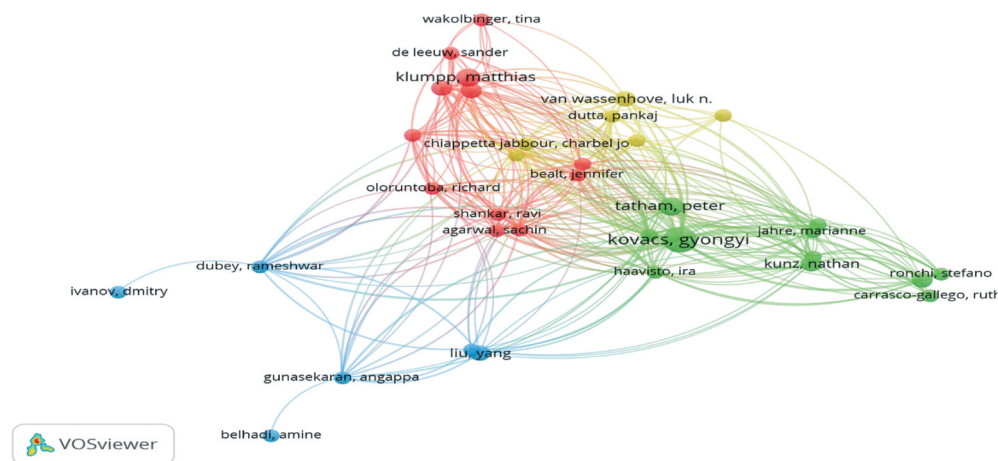 wakolbinger, tina
de leeuw, sander
klumpp, matthias
van wassenhove, luk n.
dutta, pankaj
chiappetta jabbour, charbel jo
bealt, jennifer
oloruntoba, richard
tatham, peter
shankar, ravi
agarwal, sachin
jahre, marianne
kovacs, gyongyi
dubey, rameshwar
haavisto, ira
kunz, nathan
ronchi, stefano
ivanov, dmitry
carrasco-gallego, ruth
liu, yang
gunasekaran, angappa
belhadi, amine
VOSviewer